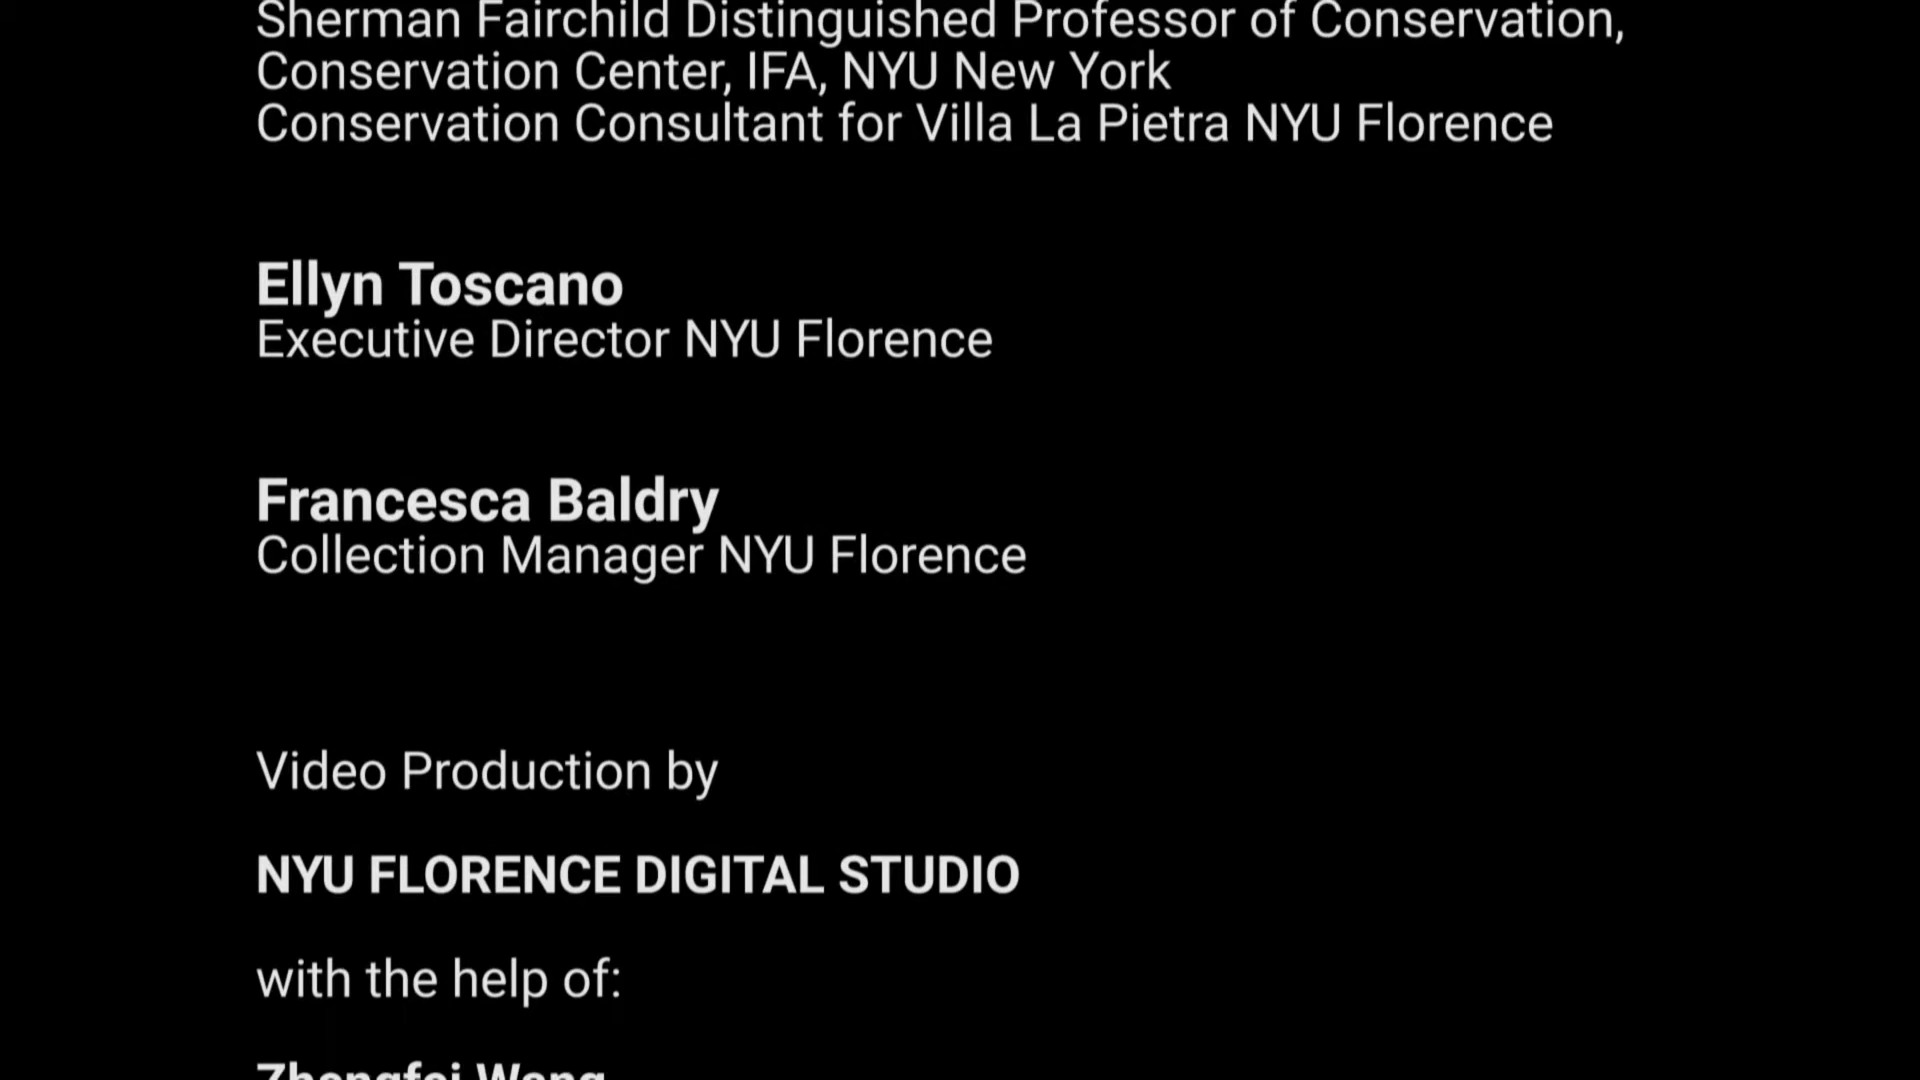 Sherman Fairchild Distinguished Professor of Conservation,
Conservation Center, IFA, NYU New York
Conservation Consultant for Villa La Pietra NYU Florence
Ellyn Toscano
Executive Director NYU Florence
Francesca Baldry
Collection Manager NYU Florence
Video Production by
NYU FLORENCE DIGITAL STUDIO
with the help of: